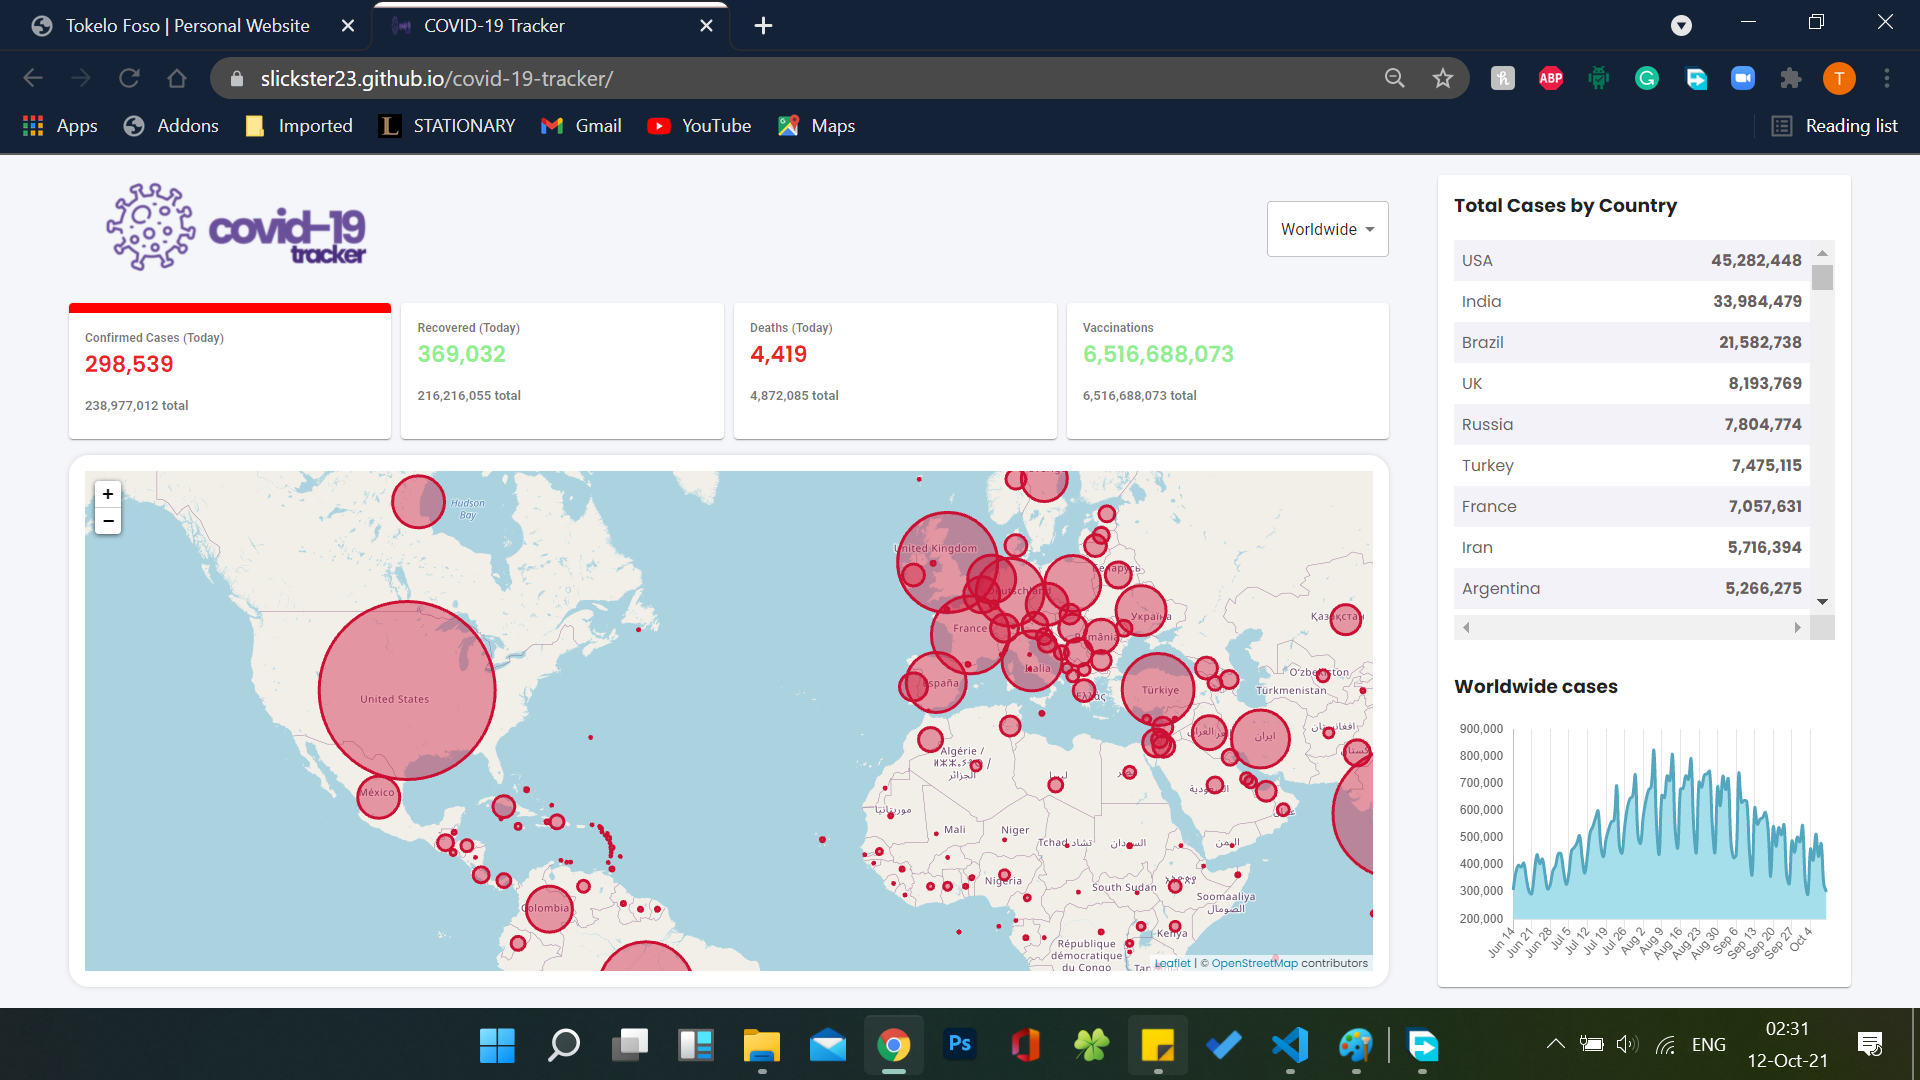 Tokelo Foso | Personal Website
COVID-19 Tracker
slickster23.github.io/covid-19-tracker/
ABP
T
Apps
Addons
Imported
L
STATIONARY
Gmail
YouTube
Maps
Reading list
covid-19
tracker
Worldwide
Confirmed Cases (Today)
298,539
238,977,012 total
Recovered (Today)
369,032
216,216,055 total
Deaths (Today)
4,419
4,872,085 total
Vaccinations
6,516,688,073
6,516,688,073 total
+
−
Hudson
Bay
United Kingdom
Беларусь
Deutschland
Україна
France
România
Italia
España
Ελλάς
Türkiye
Қазақстан
Oʻzbekiston
Türkmenistan
افغانستان
ایران
United States
México
Algérie /
الجزائر
ليبيا
السعودية
موريتانيا
Mali
Niger
Tchad تشاد
السودان
اليمن
Nigeria
South Sudan
Soomaaliya
الصومال
Colombia
Kenya
République
démocratique
du Congo
Leaflet | © OpenStreetMap contributors
Total Cases by Country
USA 45,282,448
India 33,984,479
Brazil 21,582,738
UK 8,193,769
Russia 7,804,774
Turkey 7,475,115
France 7,057,631
Iran 5,716,394
Argentina 5,266,275
Worldwide cases
900,000
800,000
700,000
600,000
500,000
400,000
300,000
200,000
Jun 14
Jun 21
Jun 28
Jul 5
Jul 12
Jul 19
Jul 26
Aug 2
Aug 9
Aug 16
Aug 23
Aug 30
Sep 6
Sep 13
Sep 20
Sep 27
Oct 4
Ps
ENG
02:31
12-Oct-21